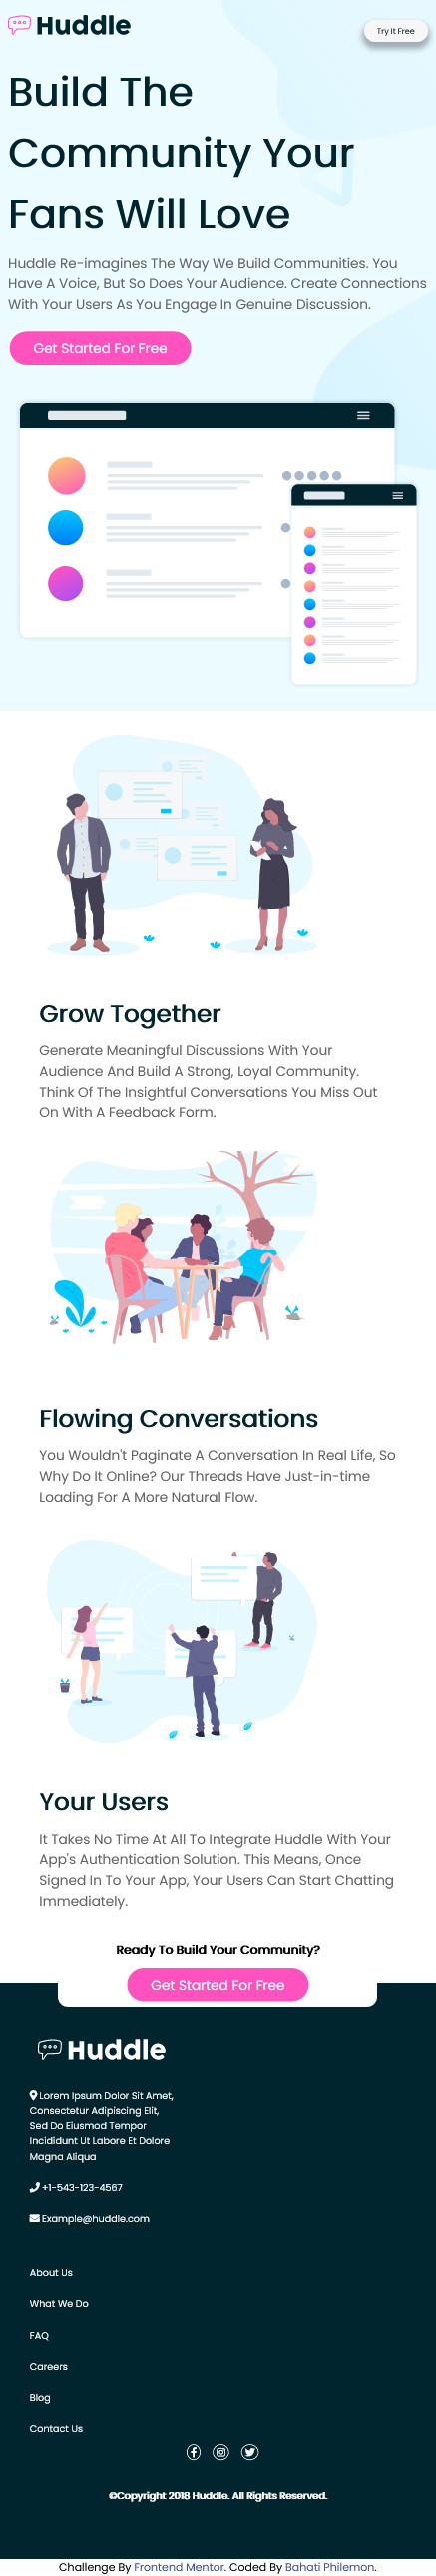 Huddle
Try It Free
Build The
Community Your
Fans Will Love
Huddle Re-imagines The Way We Build Communities. You
Have A Voice, But So Does Your Audience. Create Connections
With Your Users As You Engage In Genuine Discussion.
Get Started For Free
Grow Together
Generate Meaningful Discussions With Your
Audience And Build A Strong, Loyal Community.
Think Of The Insightful Conversations You Miss Out
On With A Feedback Form.
Flowing Conversations
You Wouldn't Paginate A Conversation In Real Life, So
Why Do It Online? Our Threads Have Just-in-time
Loading For A More Natural Flow.
Your Users
It Takes No Time At All To Integrate Huddle With Your
App's Authentication Solution. This Means, Once
Signed In To Your App, Your Users Can Start Chatting
Immediately.
Ready To Build Your Community?
Get Started For Free
Huddle
Lorem Ipsum Dolor Sit Amet,
Consectetur Adipiscing Elit,
Sed Do Eiusmod Tempor
Incididunt Ut Labore Et Dolore
Magna Aliqua
+1-543-123-4567
Example@huddle.com
About Us
What We Do
FAQ
Careers
Blog
Contact Us
©Copyright 2018 Huddle. All Rights Reserved.
Challenge By Frontend Mentor. Coded By Bahati Philemon.